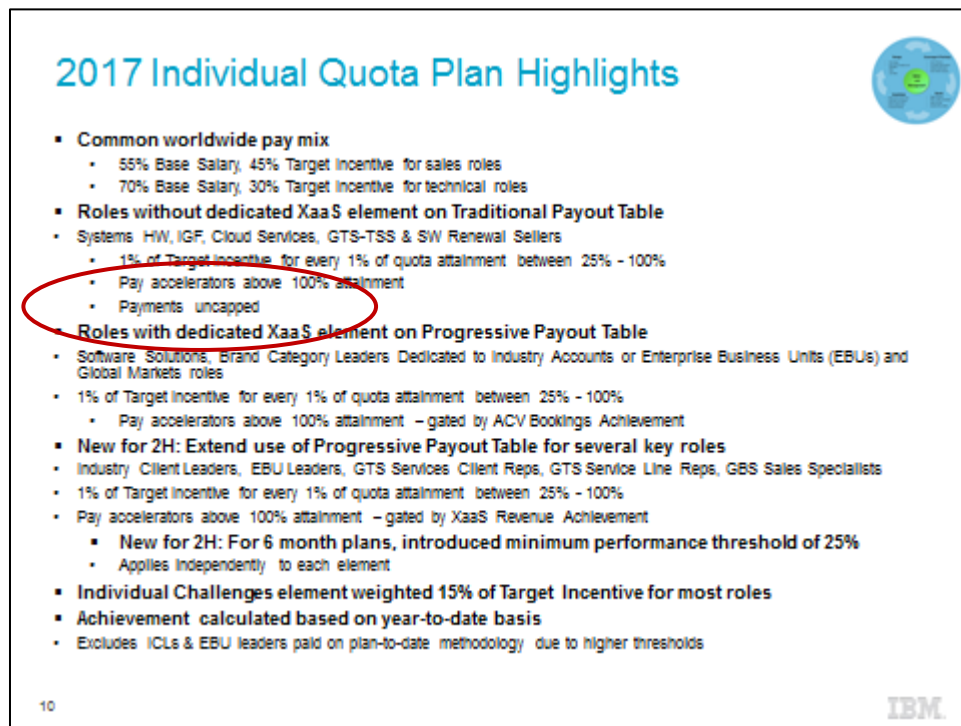 2017 Individual Quota Plan Highlights
▪ Common worldwide pay mix
• 55% Base Salary, 45% Target Incentive for sales roles
• 70% Base Salary, 30% Target Incentive for technical roles
▪ Roles without dedicated XaaS element on Traditional Payout Table
• Systems HW, IGF, Cloud Services, GTS-TSS & SW Renewal Sellers
• 1% of Target Incentive for every 1% of quota attainment between 25% - 100%
• Pay accelerators above 100% attainment
• Payments uncapped
▪ Roles with dedicated XaaS element on Progressive Payout Table
• Software Solutions, Brand Category Leaders Dedicated to Industry Accounts or Enterprise Business Units (EBUs) and
Global Markets roles
• 1% of Target Incentive for every 1% of quota attainment between 25% - 100%
• Pay accelerators above 100% attainment – gated by ACV Bookings Achievement
▪ New for 2H: Extend use of Progressive Payout Table for several key roles
• Industry Client Leaders, EBU Leaders, GTS Services Client Reps, GTS Service Line Reps, GBS Sales Specialists
• 1% of Target Incentive for every 1% of quota attainment between 25% - 100%
• Pay accelerators above 100% attainment – gated by XaaS Revenue Achievement
▪ New for 2H: For 6 month plans, introduced minimum performance threshold of 25%
• Applies independently to each element
▪ Individual Challenges element weighted 15% of Target Incentive for most roles
▪ Achievement calculated based on year-to-date basis
• Excludes ICLs & EBU leaders paid on plan-to-date methodology due to higher thresholds
10
IBM